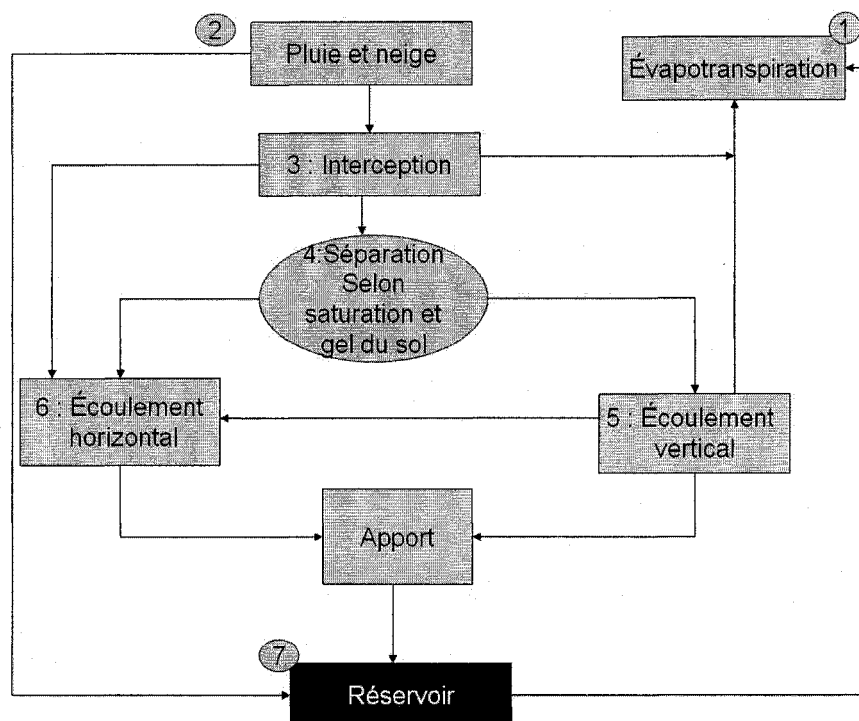 2
1
Pluie et neige
Évapotranspiration
3 : Interception
4:Séparation
Selon
saturation et
gel du sol
6 : Écoulement
horizontal
5 : Écoulement
vertical
Apport
7
Réservoir